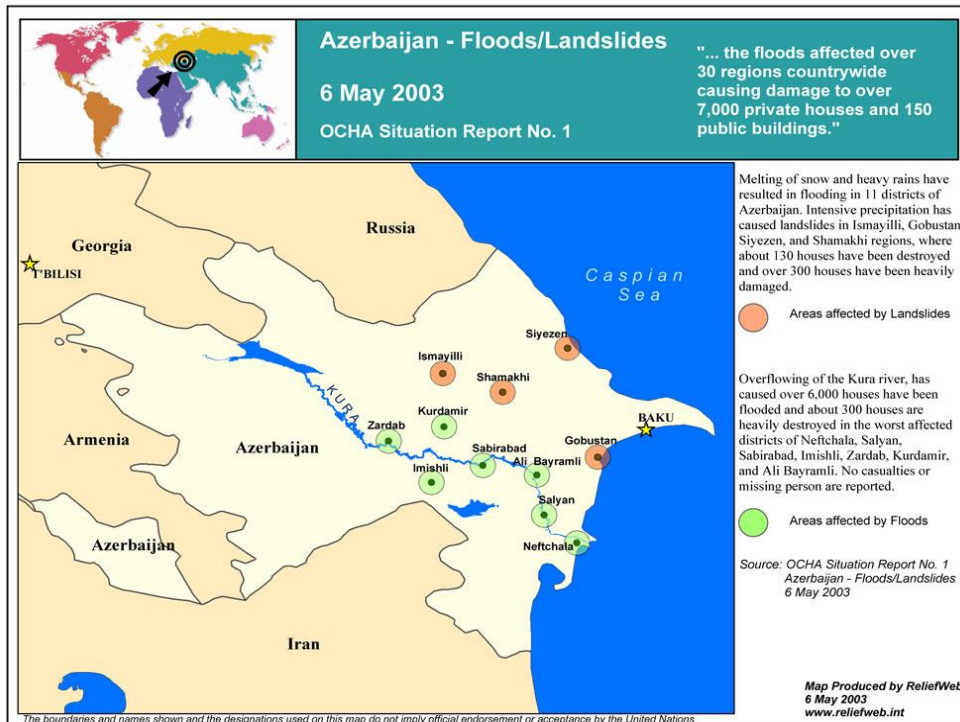 Azerbaijan - Floods/Landslides
6 May 2003
OCHA Situation Report No. 1
"... the floods affected over
30 regions countrywide
causing damage to over
7,000 private houses and 150
public buildings."
Georgia
T'BILISI
Russia
Caspian
Sea
Siyezen
Ismayilli
Shamakhi
KURA
Kurdamir
Zardab
BAKU
Armenia
Azerbaijan
Sabirabad
Gobustan
Ali Bayramli
Imishli
Salyan
Neftchala
Azerbaijan
Iran
Melting of snow and heavy rains have
resulted in flooding in 11 districts of
Azerbaijan. Intensive precipitation has
caused landslides in Ismayilli, Gobustan
Siyezen, and Shamakhi regions, where
about 130 houses have been destroyed
and over 300 houses have been heavily
damaged.
Areas affected by Landslides
Overflowing of the Kura river, has
caused over 6,000 houses have been
flooded and about 300 houses are
heavily destroyed in the worst affected
districts of Neftchala, Salyan,
Sabirabad, Imishli, Zardab, Kurdamir,
and Ali Bayramli. No casualties or
missing person are reported.
Areas affected by Floods
Source: OCHA Situation Report No. 1
Azerbaijan - Floods/Landslides
6 May 2003
Map Produced by ReliefWeb
6 May 2003
www.reliefweb.int
The boundaries and names shown and the designations used on this map do not imply official endorsement or acceptance by the United Nations